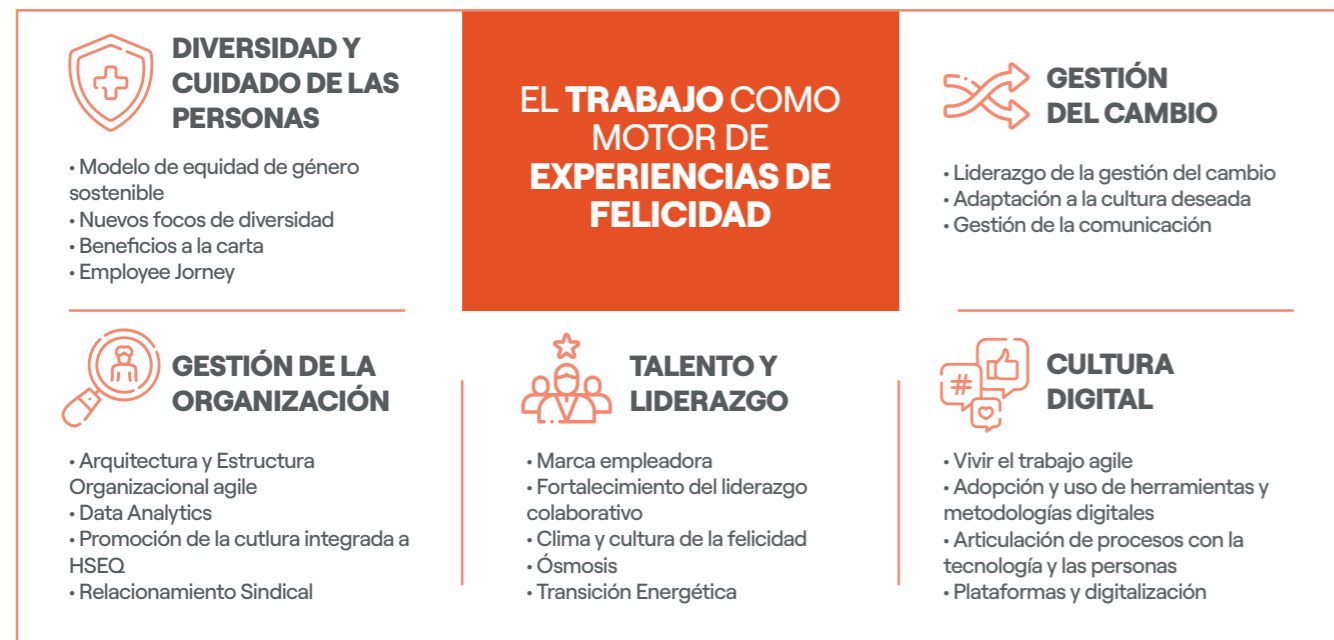 DIVERSIDAD Y
CUIDADO DE LAS
PERSONAS
• Modelo de equidad de género
sostenible
• Nuevos focos de diversidad
• Beneficios a la carta
• Employee Jorney
EL TRABAJO COMO
MOTOR DE
EXPERIENCIAS DE
FELICIDAD
GESTIÓN
DEL CAMBIO
• Liderazgo de la gestión del cambio
• Adaptación a la cultura deseada
• Gestión de la comunicación
GESTIÓN DE LA
ORGANIZACIÓN
• Arquitectura y Estructura
Organizacional agile
• Data Analytics
• Promoción de la cutlura integrada a
HSEQ
• Relacionamiento Sindical
TALENTO Y
LIDERAZGO
• Marca empleadora
• Fortalecimiento del liderazgo
colaborativo
• Clima y cultura de la felicidad
• Ósmosis
• Transición Energética
#
CULTURA
DIGITAL
• Vivir el trabajo agile
• Adopción y uso de herramientas y
metodologías digitales
• Articulación de procesos con la
tecnología y las personas
• Plataformas y digitalización